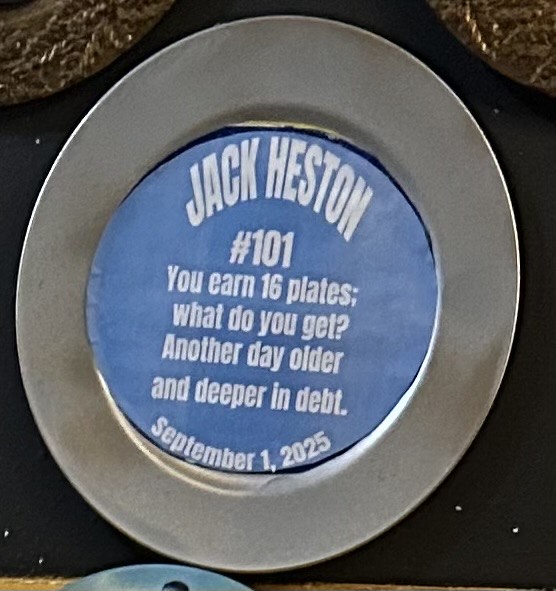 JACK HESTON
#101
You earn 16 plates;
what do you get?
Another day older
and deeper in debt.
September 1, 2025